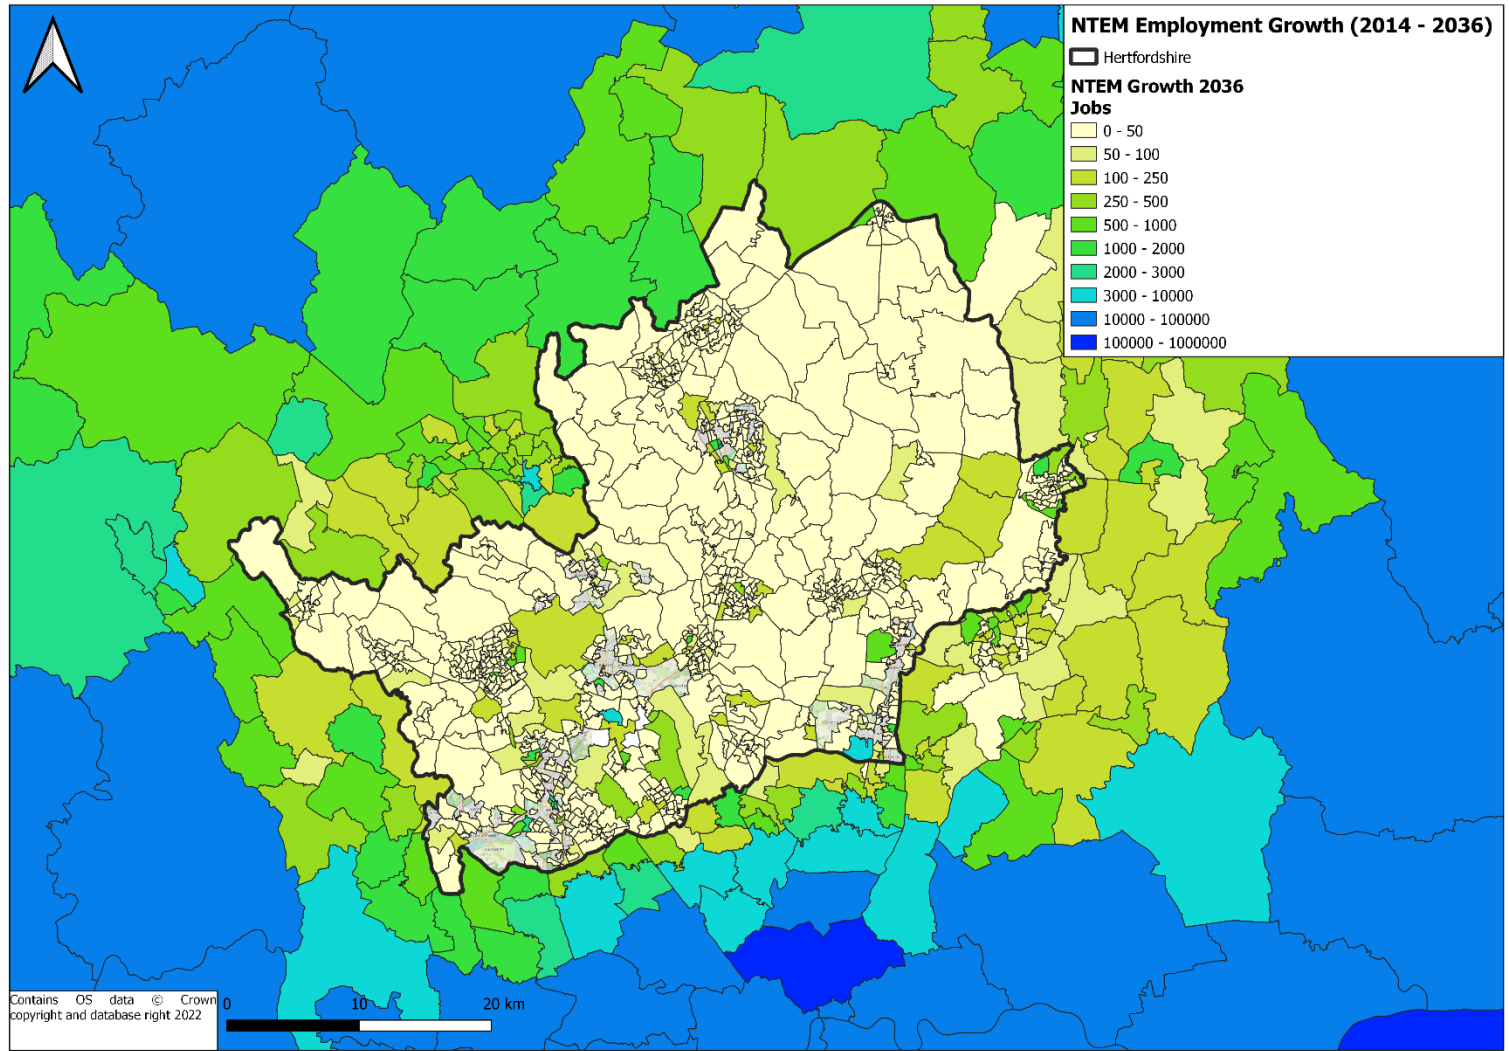 NTEM Employment Growth (2014 - 2036)
Hertfordshire
NTEM Growth 2036
Jobs
0 - 50
50 - 100
100 - 250
250 - 500
500 - 1000
1000 - 2000
2000 - 3000
3000 - 10000
10000 - 100000
100000 - 1000000
Contains OS data © Crown
copyright and database right 2022
0 10 20 km